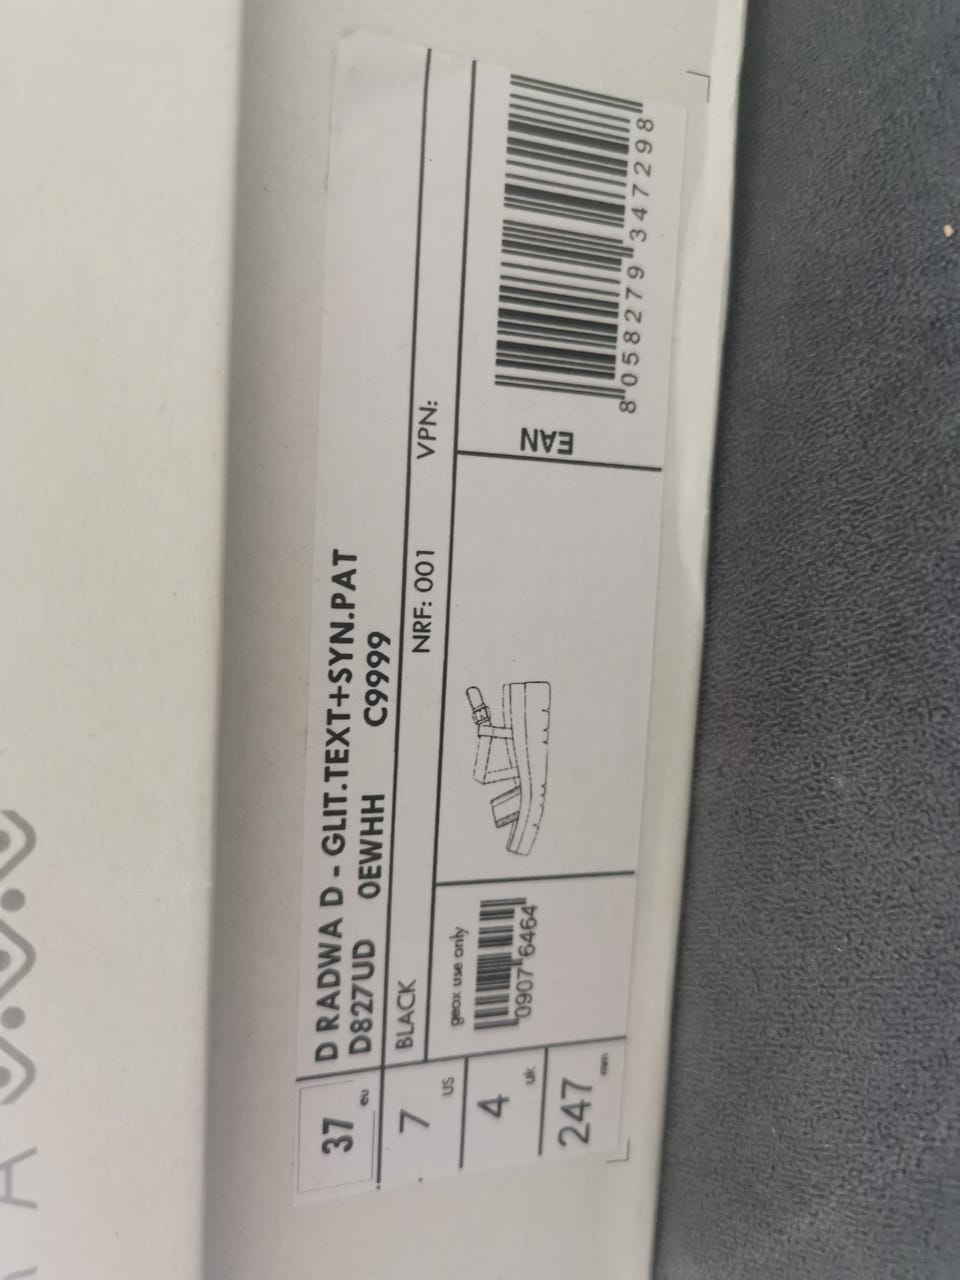 37 eu
D RADWA D - GLIT.TEXT+SYN.PAT
D827UD 0EWHH C9999
7 US
BLACK NRF: 001 VPN:
4 uk
247 mm
geox use only
0907 6464
EAN
8 058279 347298
A